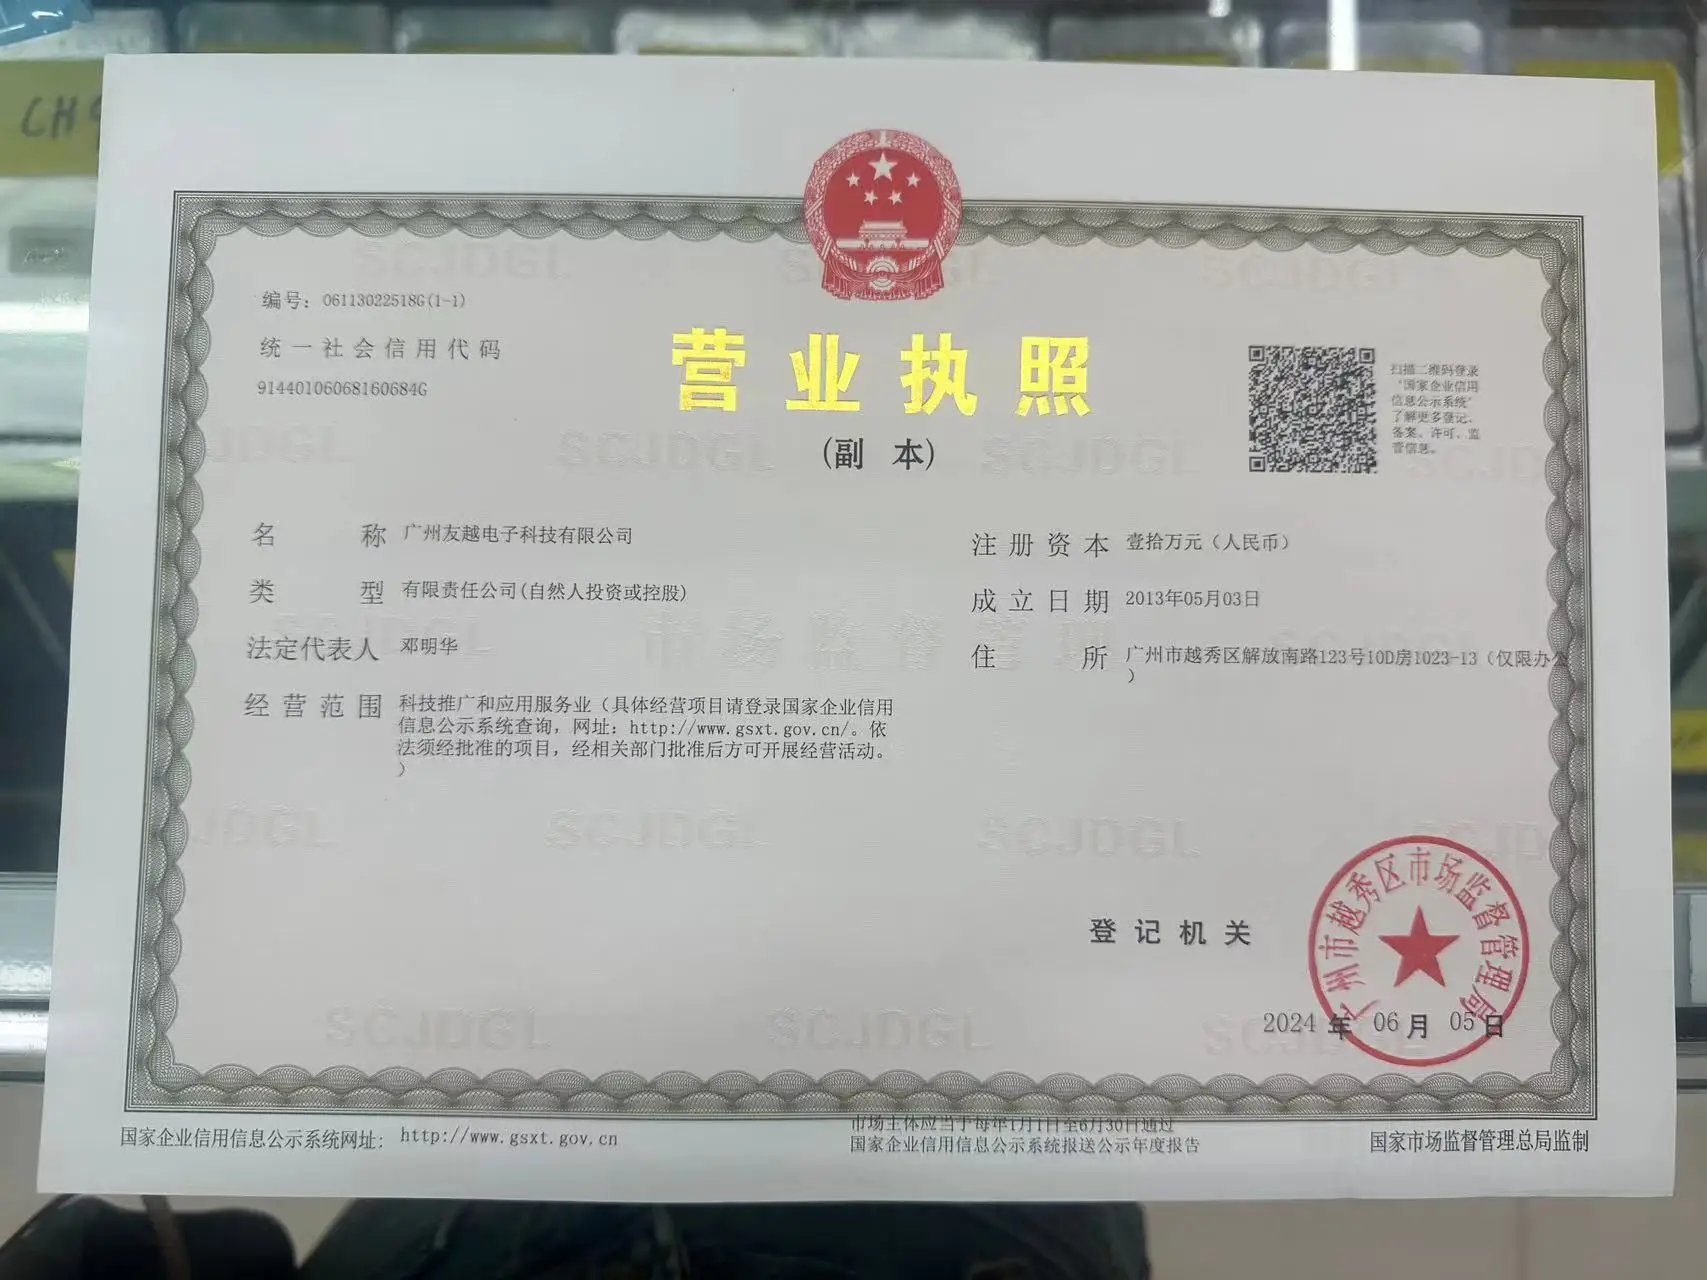 CH
编号：06113022518G(1-1)
统一社会信用代码
91440106068160684G
营业执照
(副 本)
扫描二维码登录
‘国家企业信用
信息公示系统’
了解更多登记、
备案、许可、监
管信息。
名 称 广州友越电子科技有限公司
类 型 有限责任公司(自然人投资或控股)
法定代表人 邓明华
经营范围 科技推广和应用服务业（具体经营项目请登录国家企业信用
信息公示系统查询，网址：http://www.gsxt.gov.cn/。依
法须经批准的项目，经相关部门批准后方可开展经营活动。
）
注册资本 壹拾万元（人民币）
成立日期 2013年05月03日
住 所 广州市越秀区解放南路123号10D房1023-13（仅限办公
）
登记机关
广州市越秀区市场监督管理局
2024 年 06 月 05 日
国家企业信用信息公示系统网址： http://www.gsxt.gov.cn
市场主体应当于每年1月1日至6月30日通过
国家企业信用信息公示系统报送公示年度报告
国家市场监督管理总局监制
SCJDGL
市场监督管理